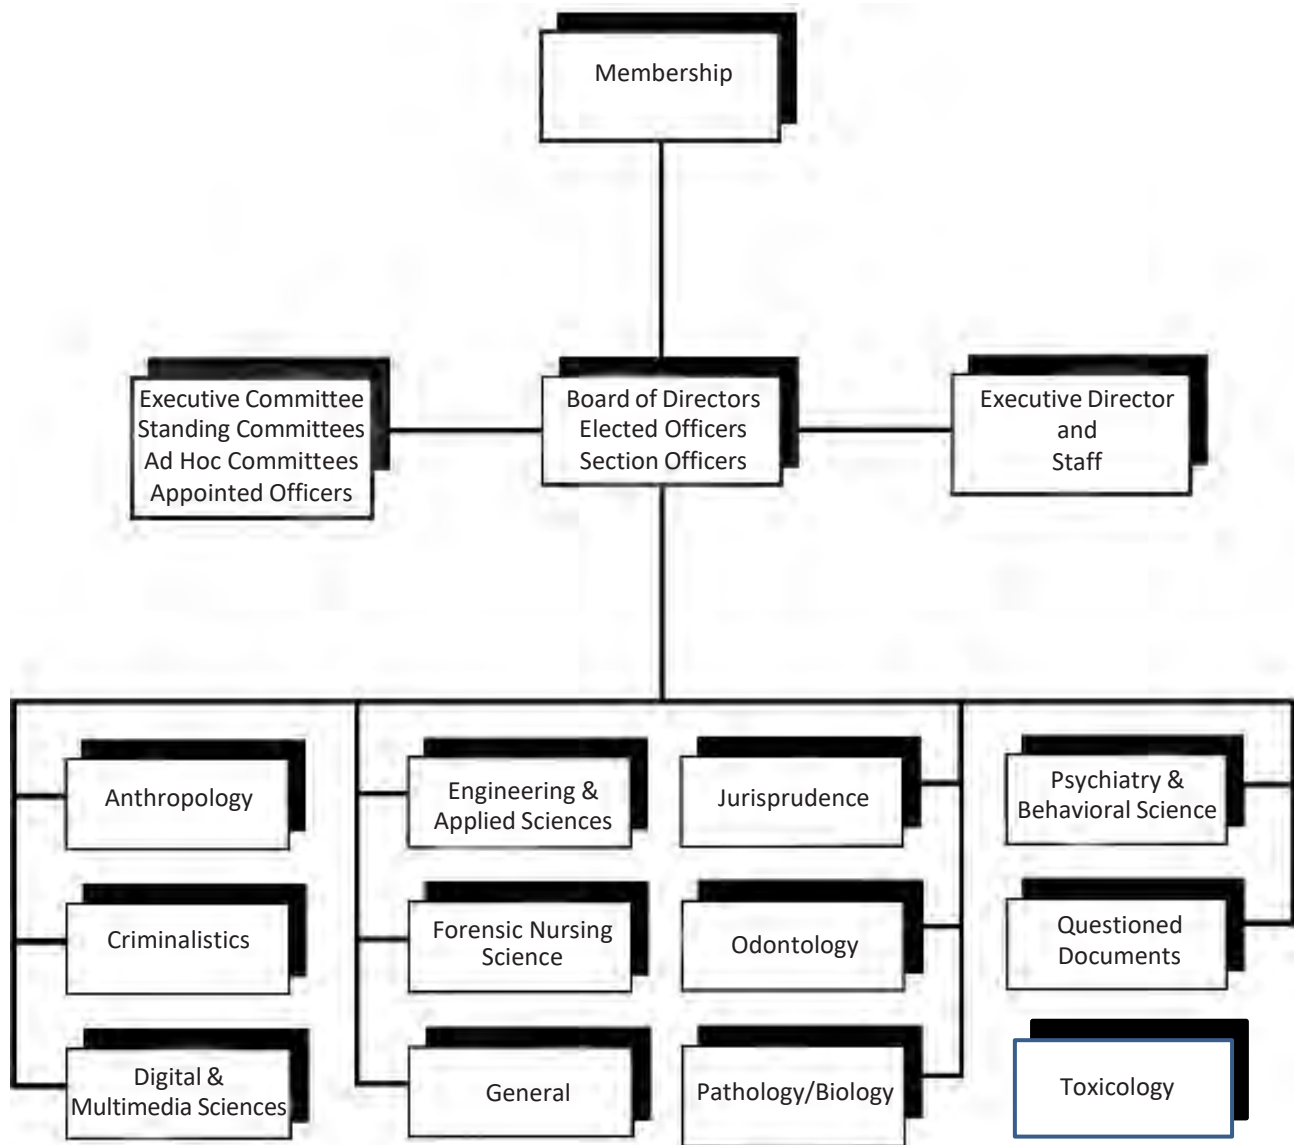 Membership
Executive Committee
Standing Committees
Ad Hoc Committees
Appointed Officers
Board of Directors
Elected Officers
Section Officers
Executive Director
and
Staff
Anthropology
Engineering &
Applied Sciences
Jurisprudence
Psychiatry &
Behavioral Science
Criminalistics
Forensic Nursing
Science
Odontology
Questioned
Documents
Digital &
Multimedia Sciences
General
Pathology/Biology
Toxicology